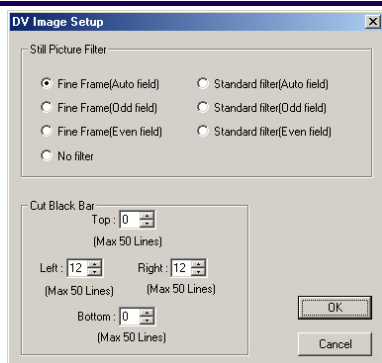 DV Image Setup
Still Picture Filter
Fine Frame(Auto field) Standard filter(Auto field)
Fine Frame(Odd field) Standard filter(Odd field)
Fine Frame(Even field) Standard filter(Even field)
No filter
Cut Black Bar
Top : 0
(Max 50 Lines)
Left : 12 Right : 12
(Max 50 Lines) (Max 50 Lines)
Bottom : 0
(Max 50 Lines)
OK
Cancel